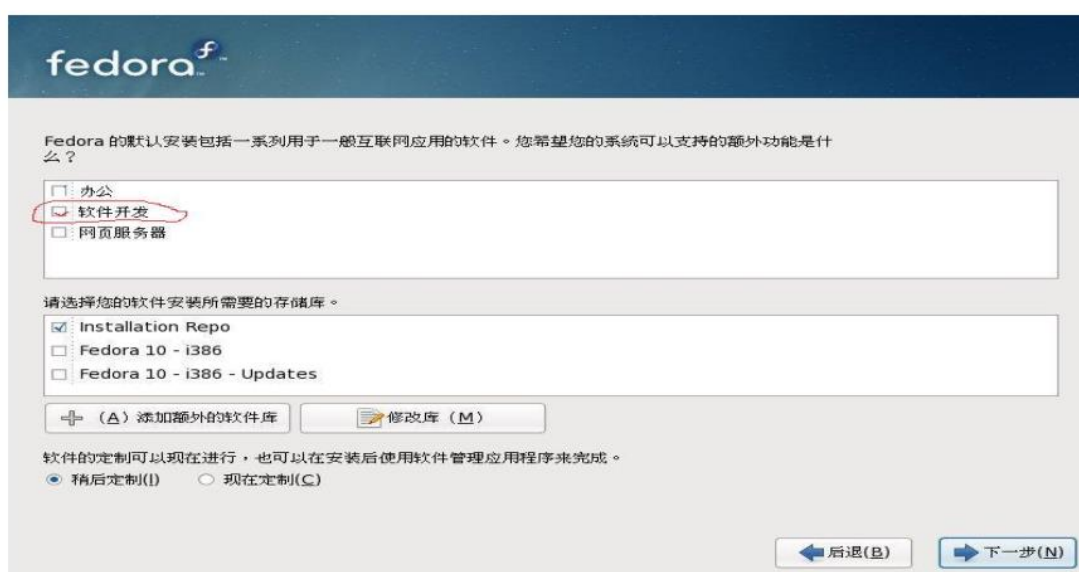 fedora
Fedora 的默认安装包括一系列用于一般互联网应用的软件。您希望您的系统可以支持的额外功能是什
么？
办公
软件开发
网页服务器
请选择您的软件安装所需要的存储库。
Installation Repo
Fedora 10 - i386
Fedora 10 - i386 - Updates
(A) 添加额外的软件库 修改库 (M)
软件的定制可以现在进行，也可以在安装后使用软件管理应用程序来完成。
稍后定制(l) 现在定制(C)
后退(B) 下一步(N)